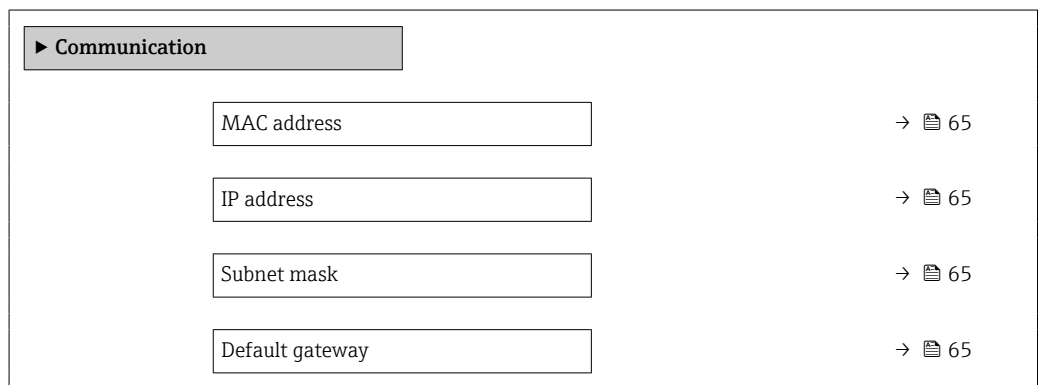 ▶ Communication
MAC address → 65
IP address → 65
Subnet mask → 65
Default gateway → 65